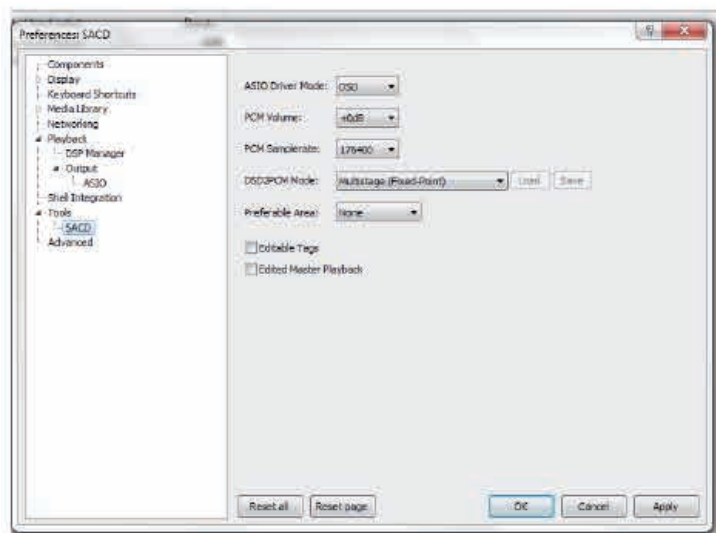 Preferences: SACD
Components
Display
Keyboard Shortcuts
Media Library
Networking
Playback
DSP Manager
Output
ASIO
Shell Integration
Tools
SACD
Advanced
ASIO Driver Mode: DSD
PCM Volume: +0dB
PCM Samplerate: 176400
DSD2PCM Mode: Multistage (Fixed-Point) Load Save
Preferable Area: None
Editable Tags
Edited Master Playback
Reset all Reset page OK Cancel Apply